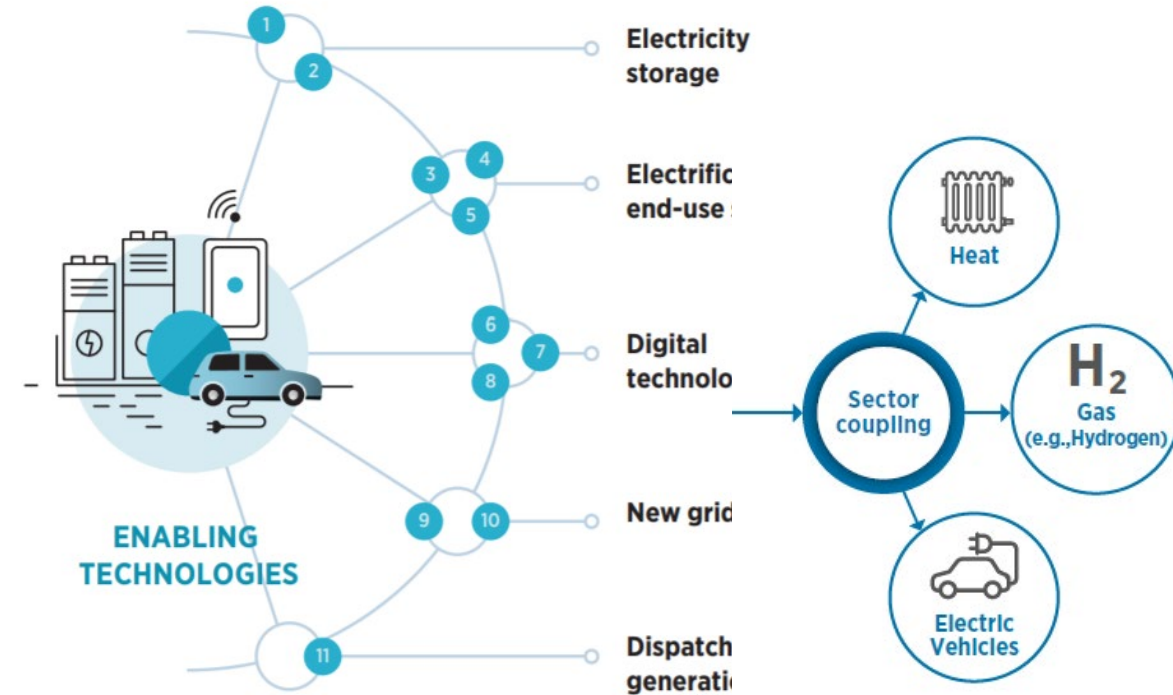 1
2
Electricity
storage
3
4
5
Electrific
end-use
6
7
8
Digital
technolo
9
10
New grid
11
Dispatch
generati
ENABLING
TECHNOLOGIES
Heat
Sector
coupling
H2
Gas
(e.g.,Hydrogen)
Electric
Vehicles